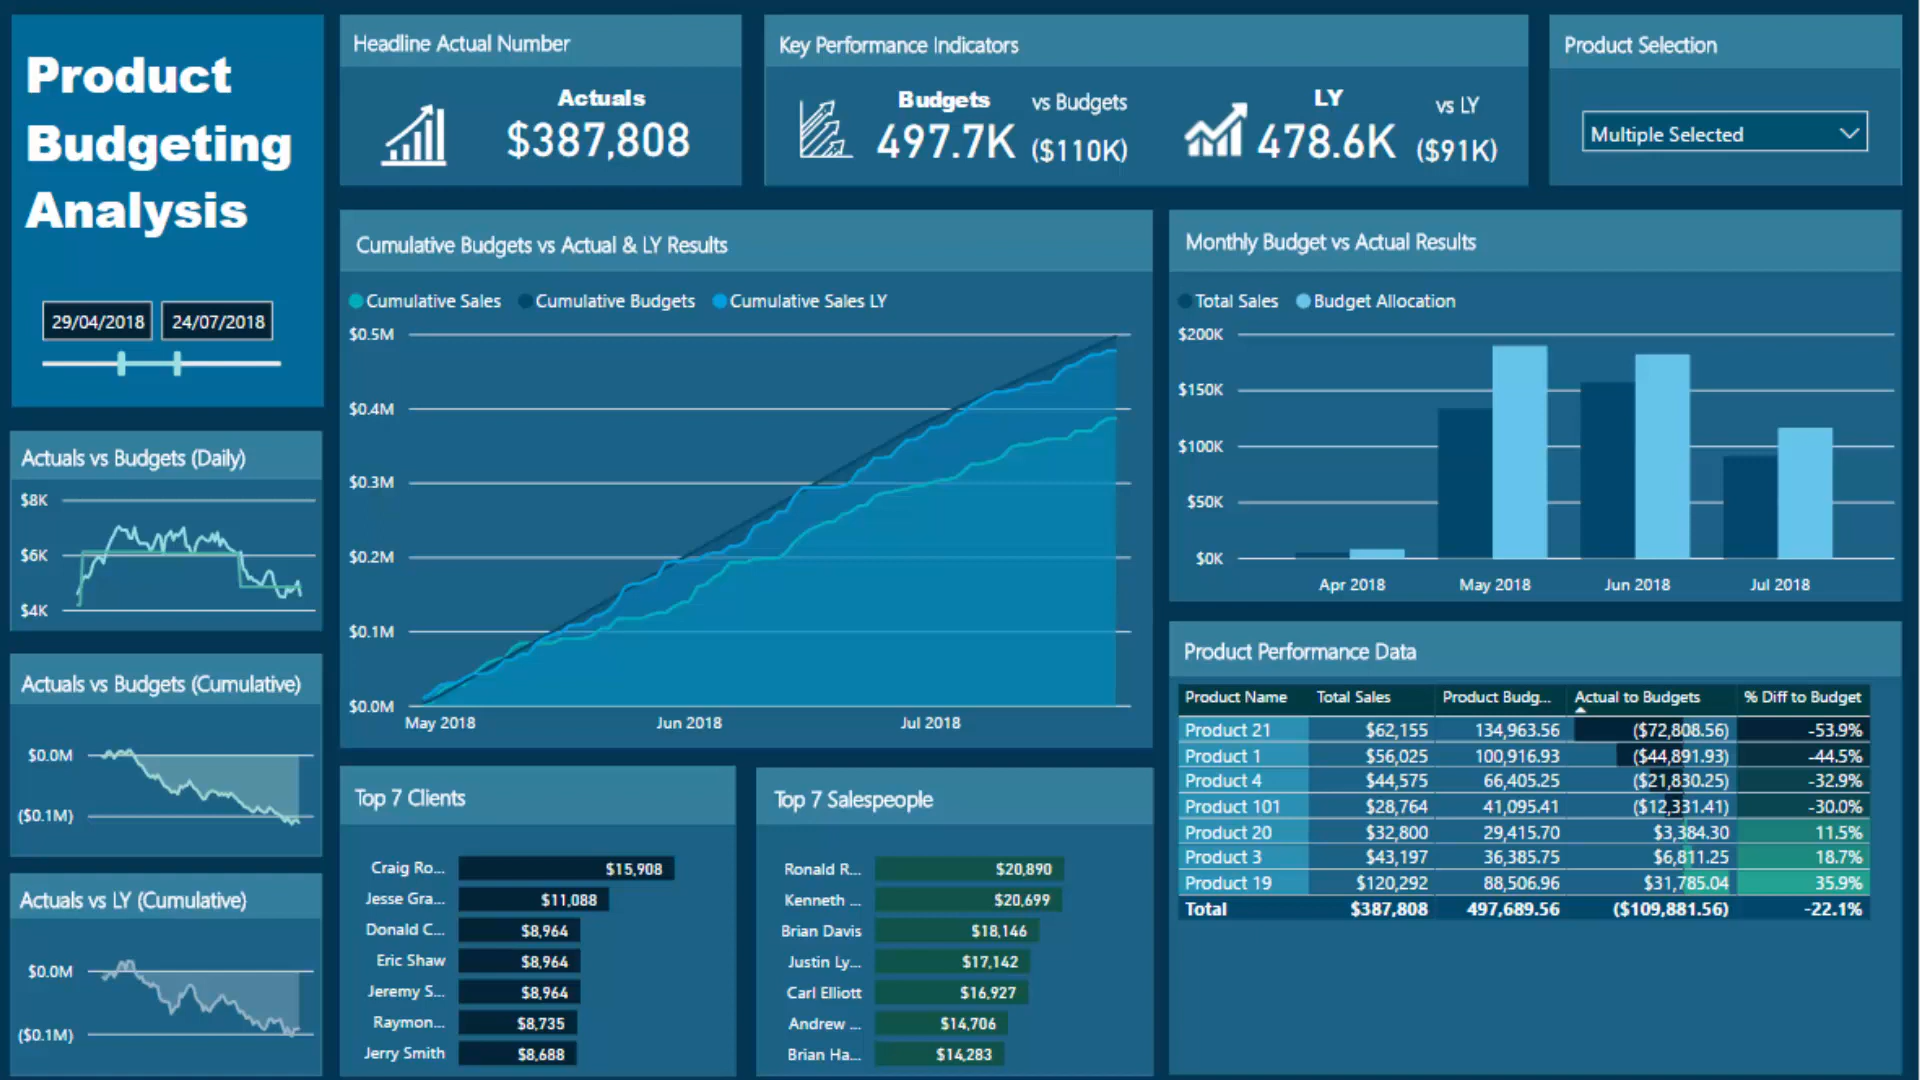 Product
Budgeting
Analysis
29/04/2018 24/07/2018
Headline Actual Number
Actuals
$387,808
Key Performance Indicators
Budgets vs Budgets LY vs LY
497.7K ($110K) 478.6K ($91K)
Product Selection
Multiple Selected
Actuals vs Budgets (Daily)
$8K
$6K
$4K
Actuals vs Budgets (Cumulative)
$0.0M
($0.1M)
Actuals vs LY (Cumulative)
$0.0M
($0.1M)
Cumulative Budgets vs Actual & LY Results
Cumulative Sales Cumulative Budgets Cumulative Sales LY
$0.5M
$0.4M
$0.3M
$0.2M
$0.1M
$0.0M
May 2018 Jun 2018 Jul 2018
Monthly Budget vs Actual Results
Total Sales Budget Allocation
$200K
$150K
$100K
$50K
$0K
Apr 2018 May 2018 Jun 2018 Jul 2018
Top 7 Clients
Craig Ro... $15,908
Jesse Gra... $11,088
Donald C... $8,964
Eric Shaw $8,964
Jeremy S... $8,964
Raymon... $8,735
Jerry Smith $8,688
Top 7 Salespeople
Ronald R... $20,890
Kenneth ... $20,699
Brian Davis $18,146
Justin Ly... $17,142
Carl Elliott $16,927
Andrew ... $14,706
Brian Ha... $14,283
Product Performance Data
Product Name Total Sales Product Budg... Actual to Budgets % Diff to Budget
Product 21 $62,155 134,963.56 ($72,808.56) -53.9%
Product 1 $56,025 100,916.93 ($44,891.93) -44.5%
Product 4 $44,575 66,405.25 ($21,830.25) -32.9%
Product 101 $28,764 41,095.41 ($12,331.41) -30.0%
Product 20 $32,800 29,415.70 $3,384.30 11.5%
Product 3 $43,197 36,385.75 $6,811.25 18.7%
Product 19 $120,292 88,506.96 $31,785.04 35.9%
Total $387,808 497,689.56 ($109,881.56) -22.1%